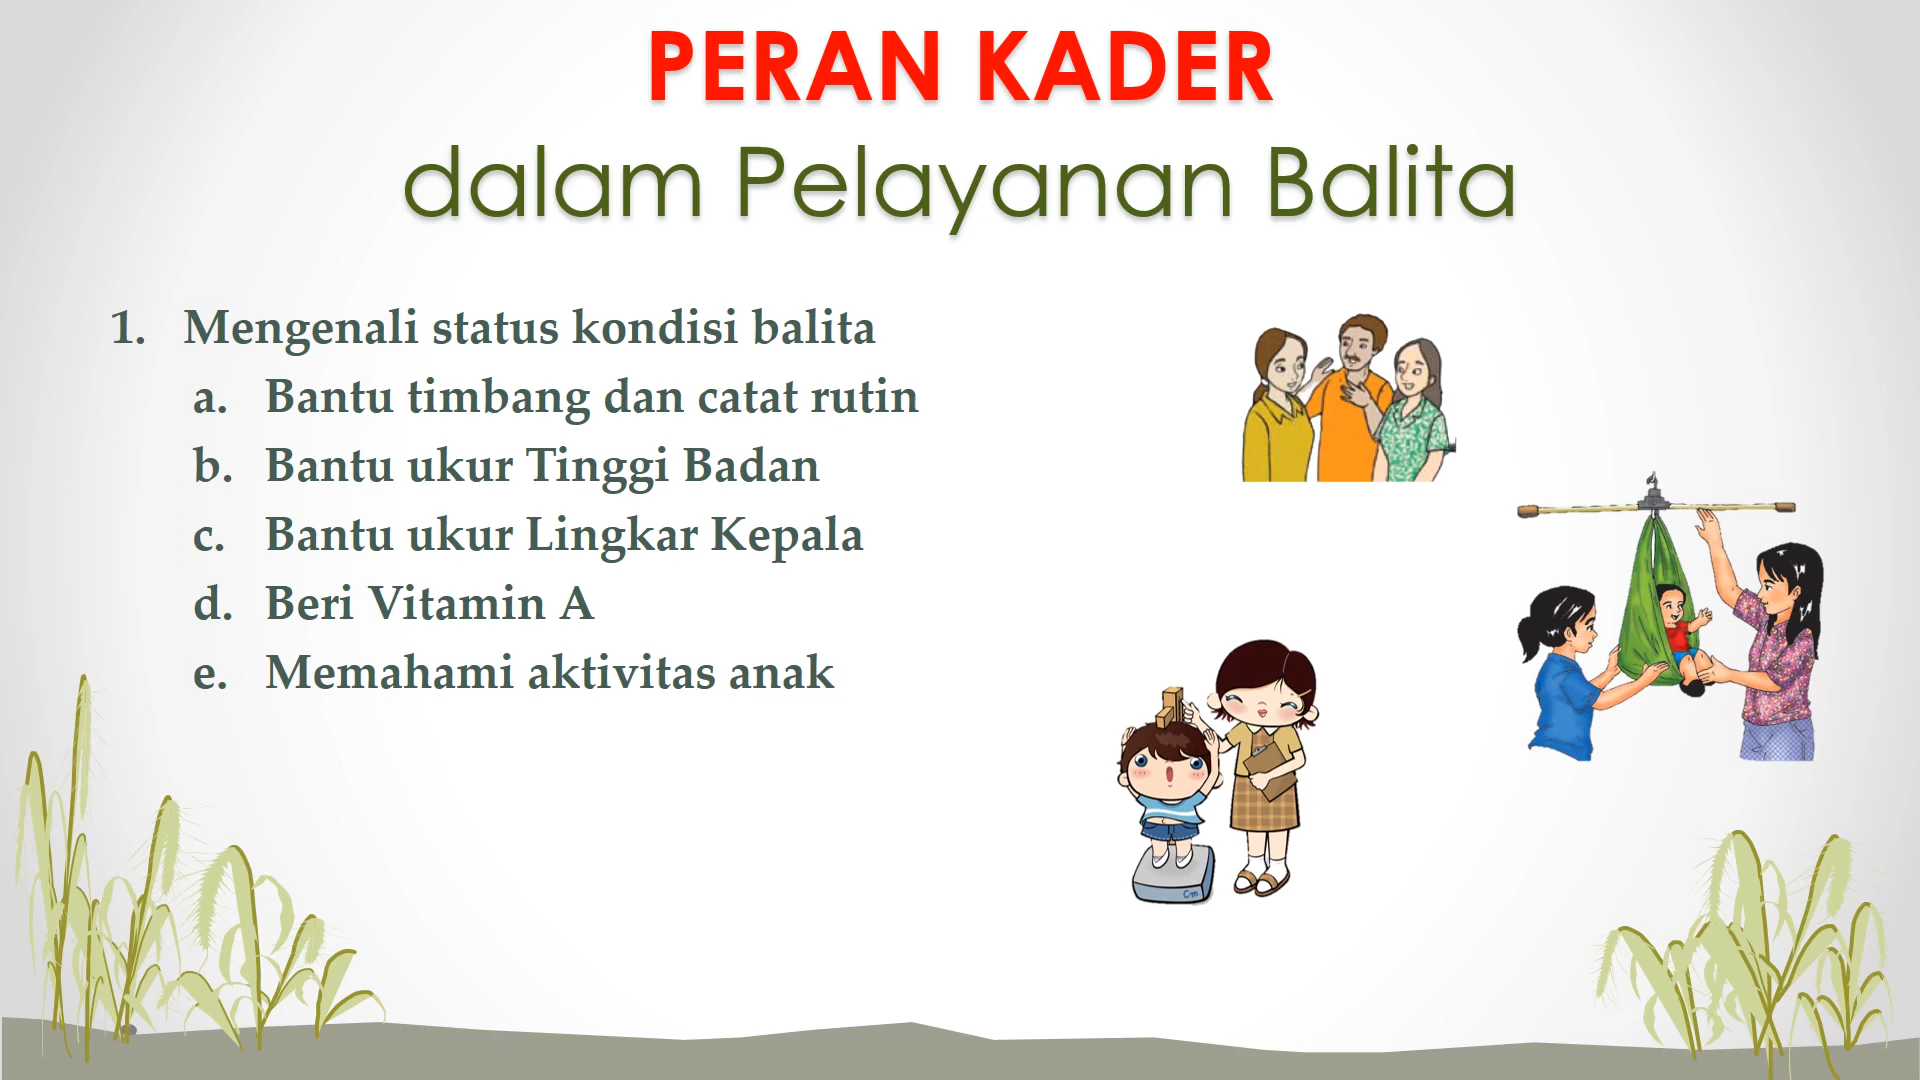 PERAN KADER
dalam Pelayanan Balita
1. Mengenali status kondisi balita
a. Bantu timbang dan catat rutin
b. Bantu ukur Tinggi Badan
c. Bantu ukur Lingkar Kepala
d. Beri Vitamin A
e. Memahami aktivitas anak
Cm